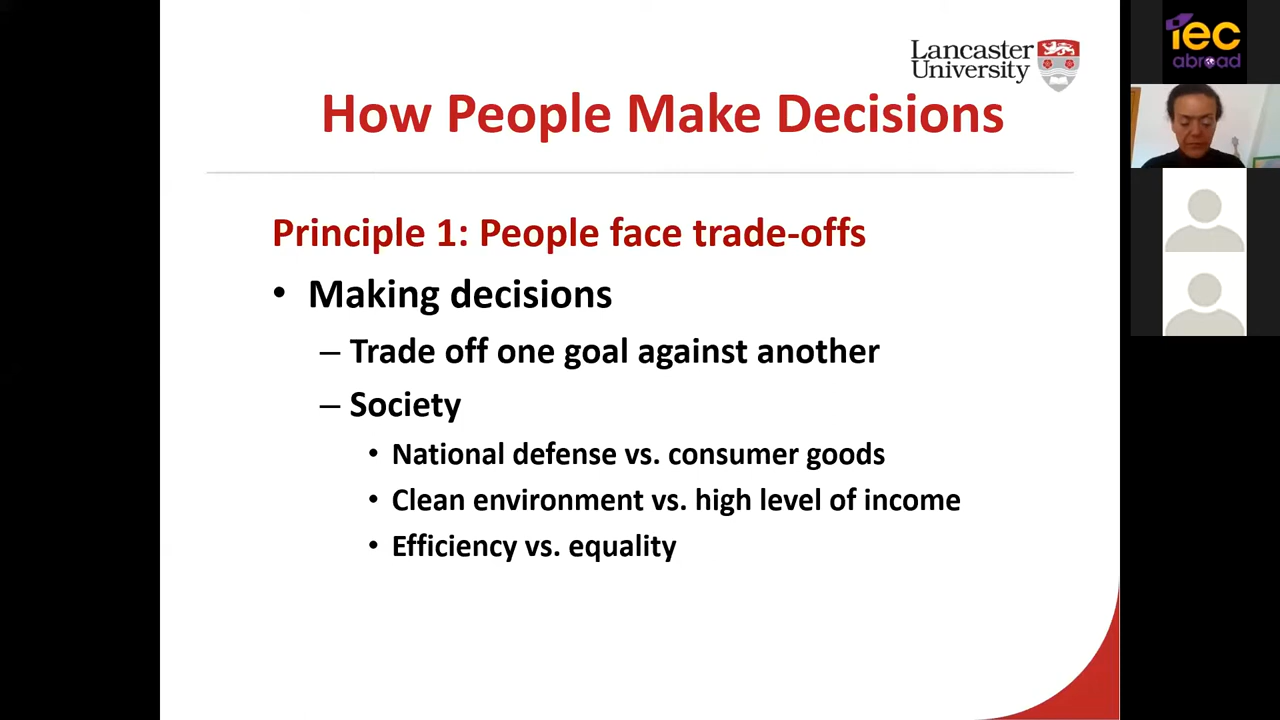 Lancaster
University
How People Make Decisions
Principle 1: People face trade-offs
• Making decisions
– Trade off one goal against another
– Society
• National defense vs. consumer goods
• Clean environment vs. high level of income
• Efficiency vs. equality
iec
abroad